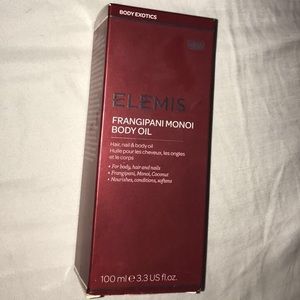 BODY EXOTICS
ELEMIS
FRANGIPANI MONOI
BODY OIL
Hair, nail & body oil
Huile pour les cheveux, les ongles
et le corps
• For body, hair and nails
• Frangipani, Monoi, Coconut
• Nourishes, conditions, softens
100 ml ℮ 3.3 US fl.oz.